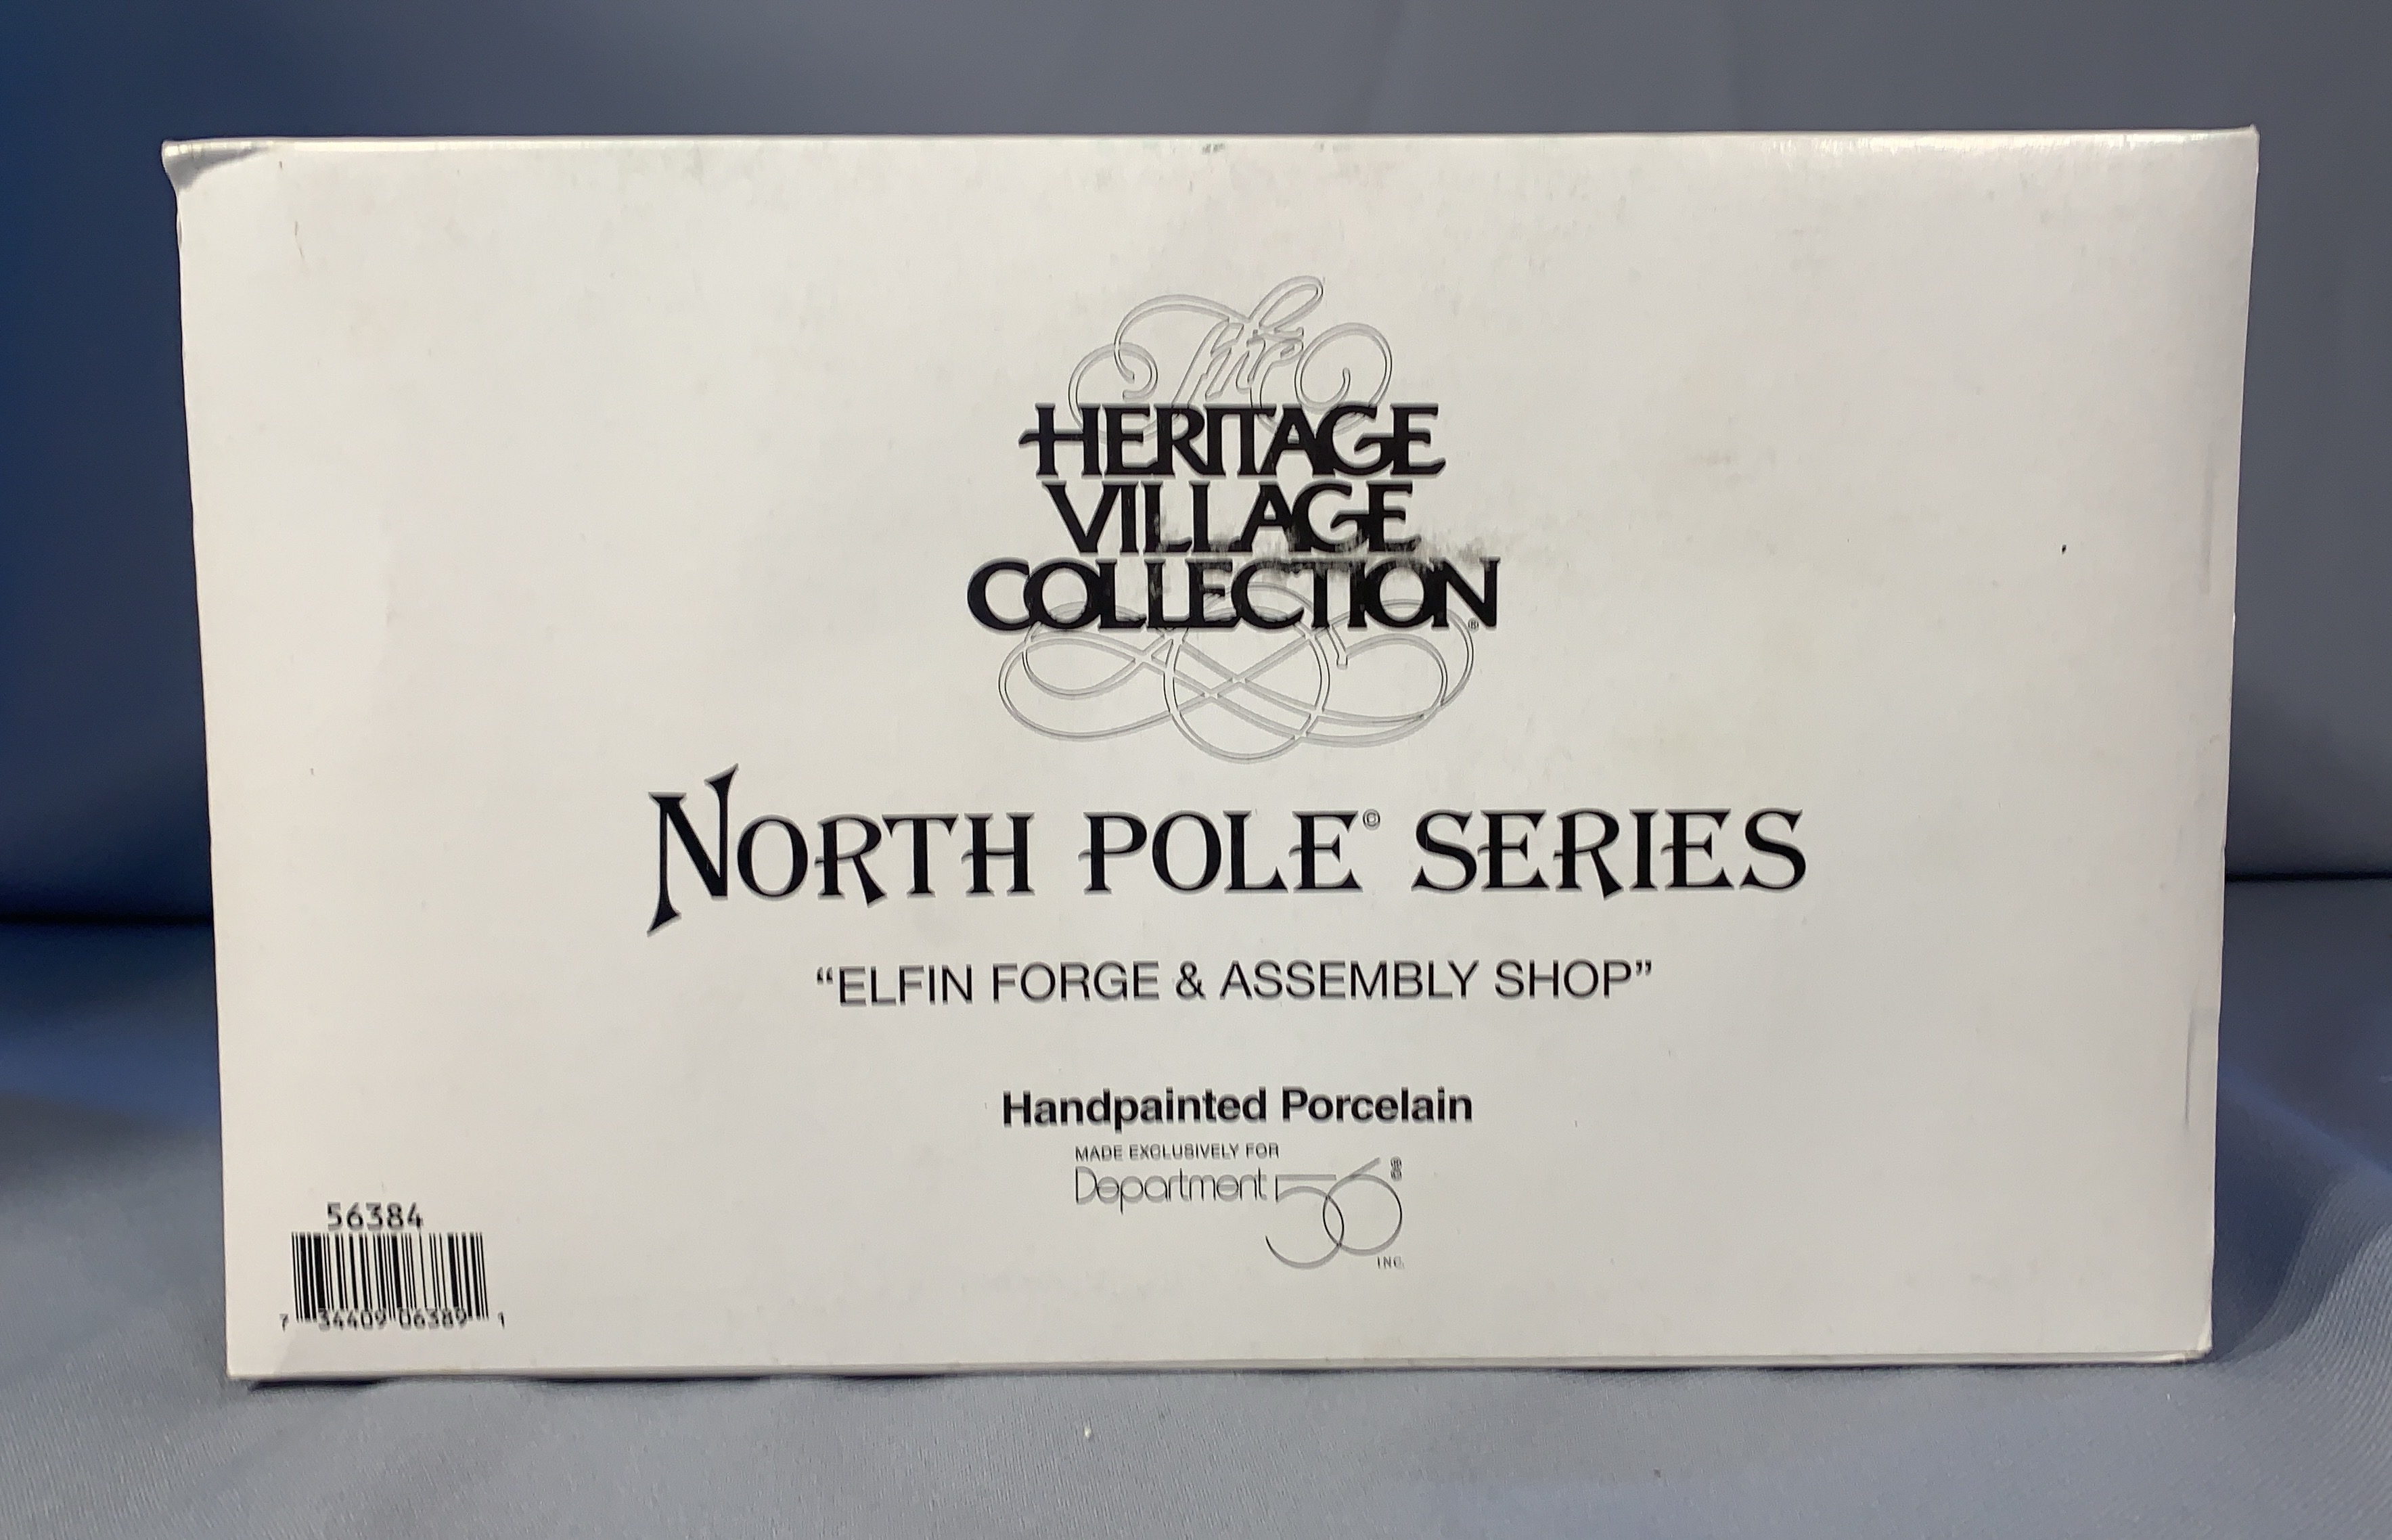 The
HERITAGE
VILLAGE
COLLECTION®
NORTH POLE© SERIES
“ELFIN FORGE & ASSEMBLY SHOP”
Handpainted Porcelain
MADE EXCLUSIVELY FOR
Department 56®
INC.
56384
7 34409 06389 1